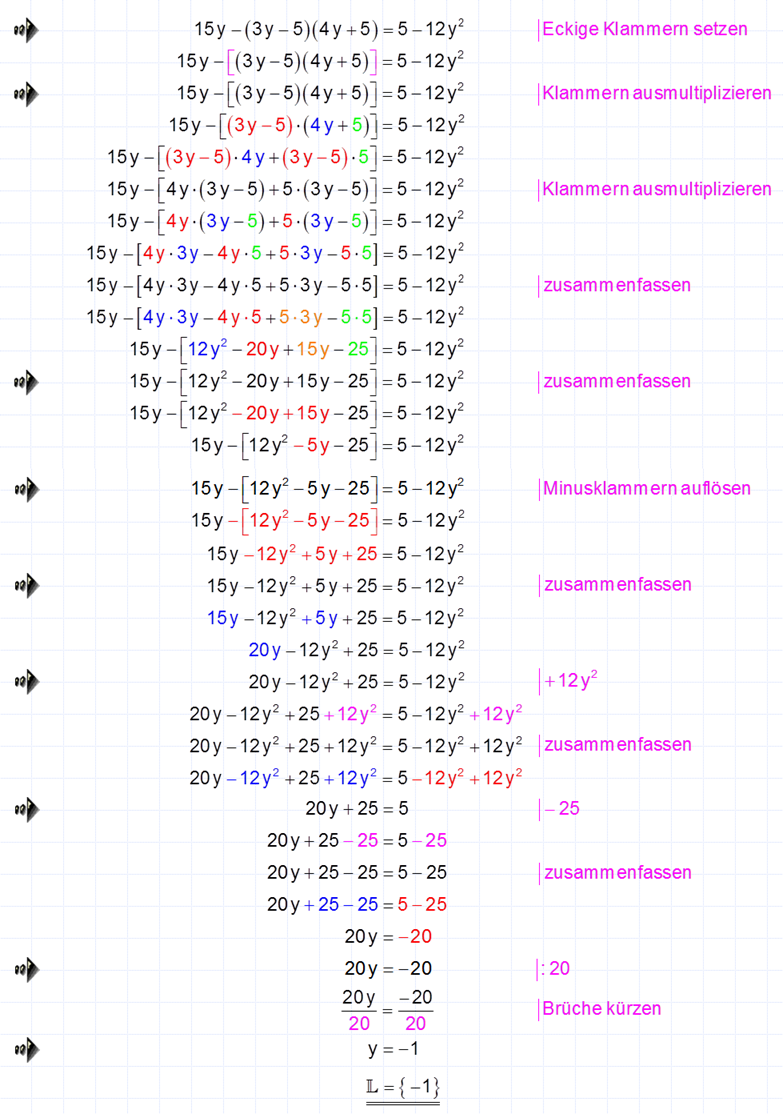 15y − (3y − 5)(4y + 5) = 5 − 12y² |Eckige Klammern setzen
15y − [(3y − 5)(4y + 5)] = 5 − 12y²
15y − [(3y − 5)(4y + 5)] = 5 − 12y² |Klammern ausmultiplizieren
15y − [(3y − 5)·(4y + 5)] = 5 − 12y²
15y − [(3y − 5)·4y + (3y − 5)·5] = 5 − 12y²
15y − [4y·(3y − 5) + 5·(3y − 5)] = 5 − 12y² |Klammern ausmultiplizieren
15y − [4y·(3y − 5) + 5·(3y − 5)] = 5 − 12y²
15y − [4y·3y − 4y·5 + 5·3y − 5·5] = 5 − 12y²
15y − [4y·3y − 4y·5 + 5·3y − 5·5] = 5 − 12y² |zusammenfassen
15y − [4y·3y − 4y·5 + 5·3y − 5·5] = 5 − 12y²
15y − [12y² − 20y + 15y − 25] = 5 − 12y²
15y − [12y² − 20y + 15y − 25] = 5 − 12y² |zusammenfassen
15y − [12y² − 20y + 15y − 25] = 5 − 12y²
15y − [12y² − 5y − 25] = 5 − 12y²
15y − [12y² − 5y − 25] = 5 − 12y² |Minusklammern auflösen
15y − [12y² − 5y − 25] = 5 − 12y²
15y − 12y² + 5y + 25 = 5 − 12y²
15y − 12y² + 5y + 25 = 5 − 12y² |zusammenfassen
15y − 12y² + 5y + 25 = 5 − 12y²
20y − 12y² + 25 = 5 − 12y²
20y − 12y² + 25 = 5 − 12y² |+ 12y²
20y − 12y² + 25 + 12y² = 5 − 12y² + 12y²
20y − 12y² + 25 + 12y² = 5 − 12y² + 12y² |zusammenfassen
20y − 12y² + 25 + 12y² = 5 − 12y² + 12y²
20y + 25 = 5 |− 25
20y + 25 − 25 = 5 − 25
20y + 25 − 25 = 5 − 25 |zusammenfassen
20y + 25 − 25 = 5 − 25
20y = −20
20y = −20 |: 20
20y/20 = −20/20 |Brüche kürzen
y = −1
𝕃 = {−1}